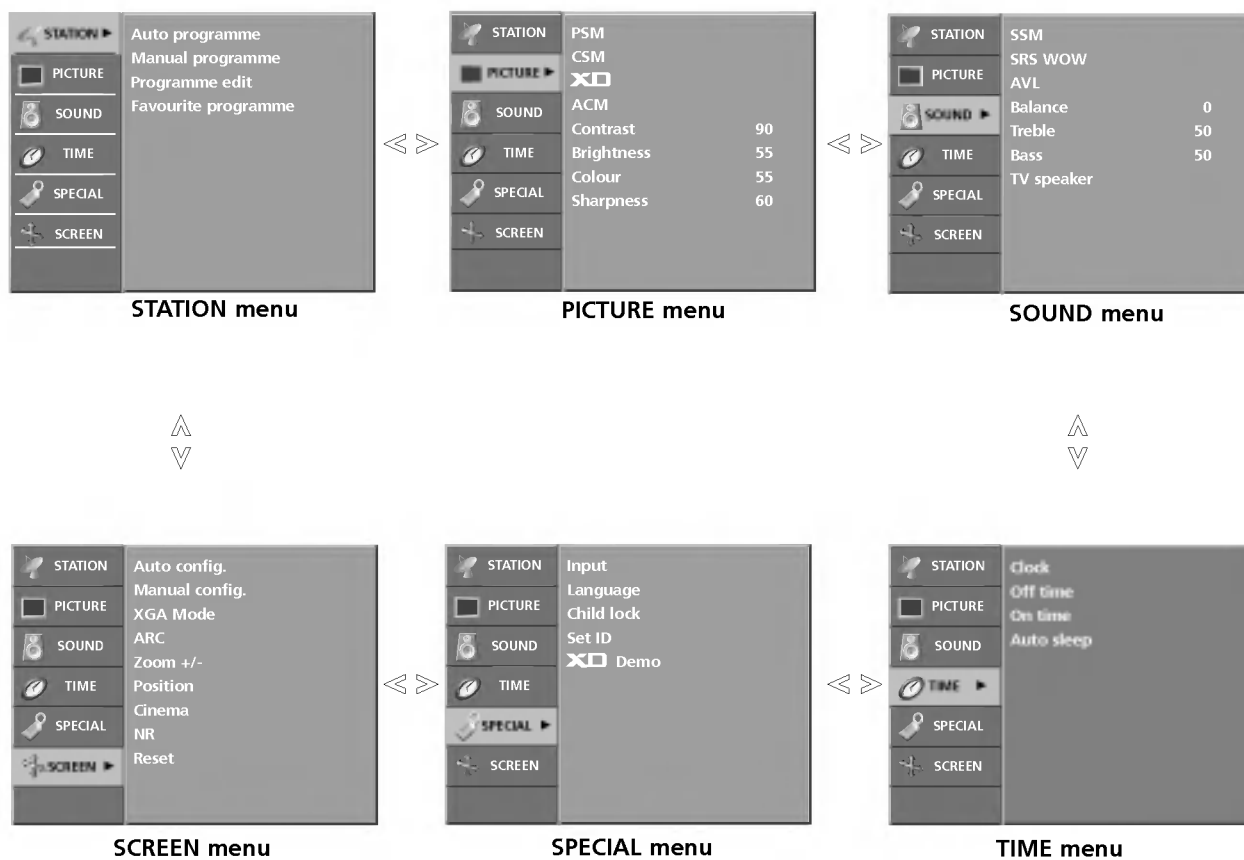 STATION
PICTURE
SOUND
TIME
SPECIAL
SCREEN
Auto programme
Manual programme
Programme edit
Favourite programme
STATION menu
STATION
PICTURE
SOUND
TIME
SPECIAL
SCREEN
PSM
CSM
XD
ACM
Contrast 90
Brightness 55
Colour 55
Sharpness 60
PICTURE menu
STATION
PICTURE
SOUND
TIME
SPECIAL
SCREEN
SSM
SRS WOW
AVL
Balance 0
Treble 50
Bass 50
TV speaker
SOUND menu
STATION
PICTURE
SOUND
TIME
SPECIAL
SCREEN
Auto config.
Manual config.
XGA Mode
ARC
Zoom +/-
Position
Cinema
NR
Reset
SCREEN menu
STATION
PICTURE
SOUND
TIME
SPECIAL
SCREEN
Input
Language
Child lock
Set ID
XD Demo
SPECIAL menu
STATION
PICTURE
SOUND
TIME
SPECIAL
SCREEN
Clock
Off time
On time
Auto sleep
TIME menu